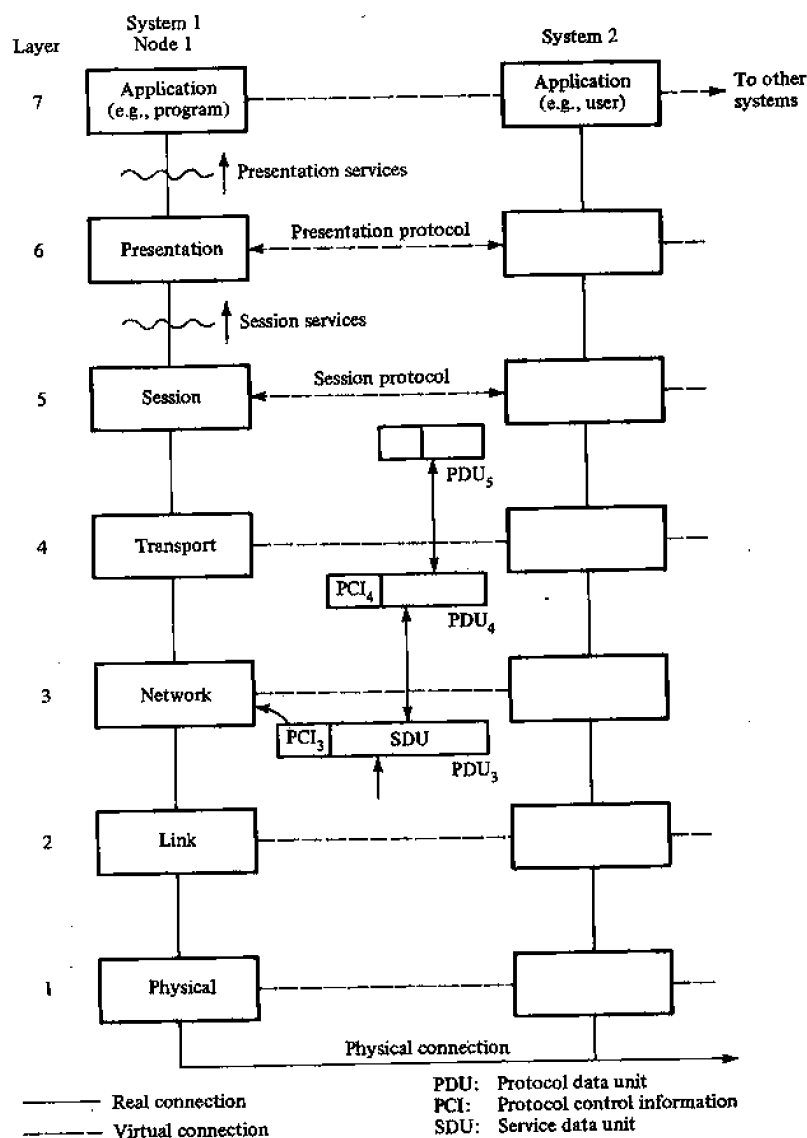 Layer
System 1
Node 1
System 2
7
Application
(e.g., program)
Application
(e.g., user)
To other
systems
Presentation services
6
Presentation
Presentation protocol
Session services
5
Session
Session protocol
PDU5
4
Transport
PCI4
PDU4
3
Network
PCI3
SDU
PDU3
2
Link
1
Physical
Physical connection
Real connection
Virtual connection
PDU: Protocol data unit
PCI: Protocol control information
SDU: Service data unit